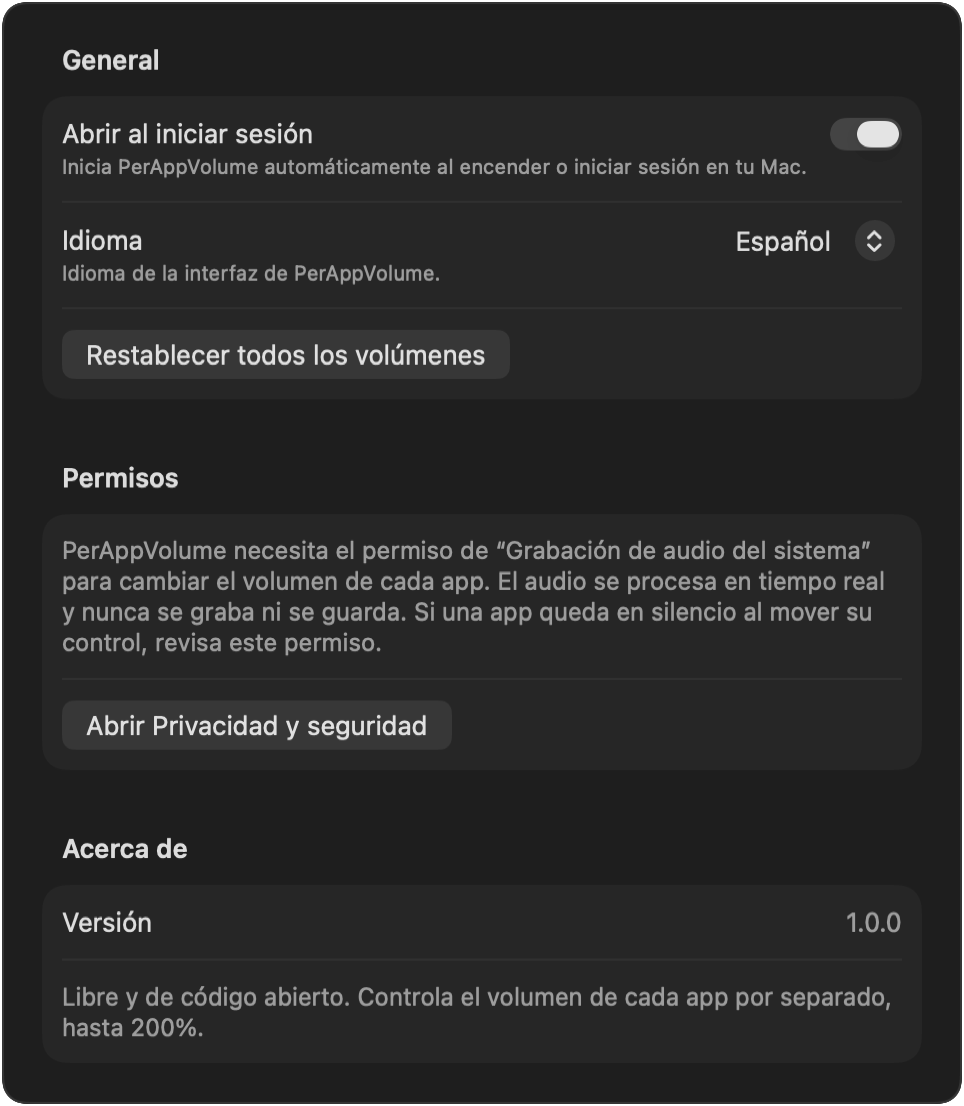 General
Abrir al iniciar sesión
Inicia PerAppVolume automáticamente al encender o iniciar sesión en tu Mac.
Idioma
Español
Idioma de la interfaz de PerAppVolume.
Restablecer todos los volúmenes
Permisos
PerAppVolume necesita el permiso de “Grabación de audio del sistema”
para cambiar el volumen de cada app. El audio se procesa en tiempo real
y nunca se graba ni se guarda. Si una app queda en silencio al mover su
control, revisa este permiso.
Abrir Privacidad y seguridad
Acerca de
Versión
1.0.0
Libre y de código abierto. Controla el volumen de cada app por separado,
hasta 200%.